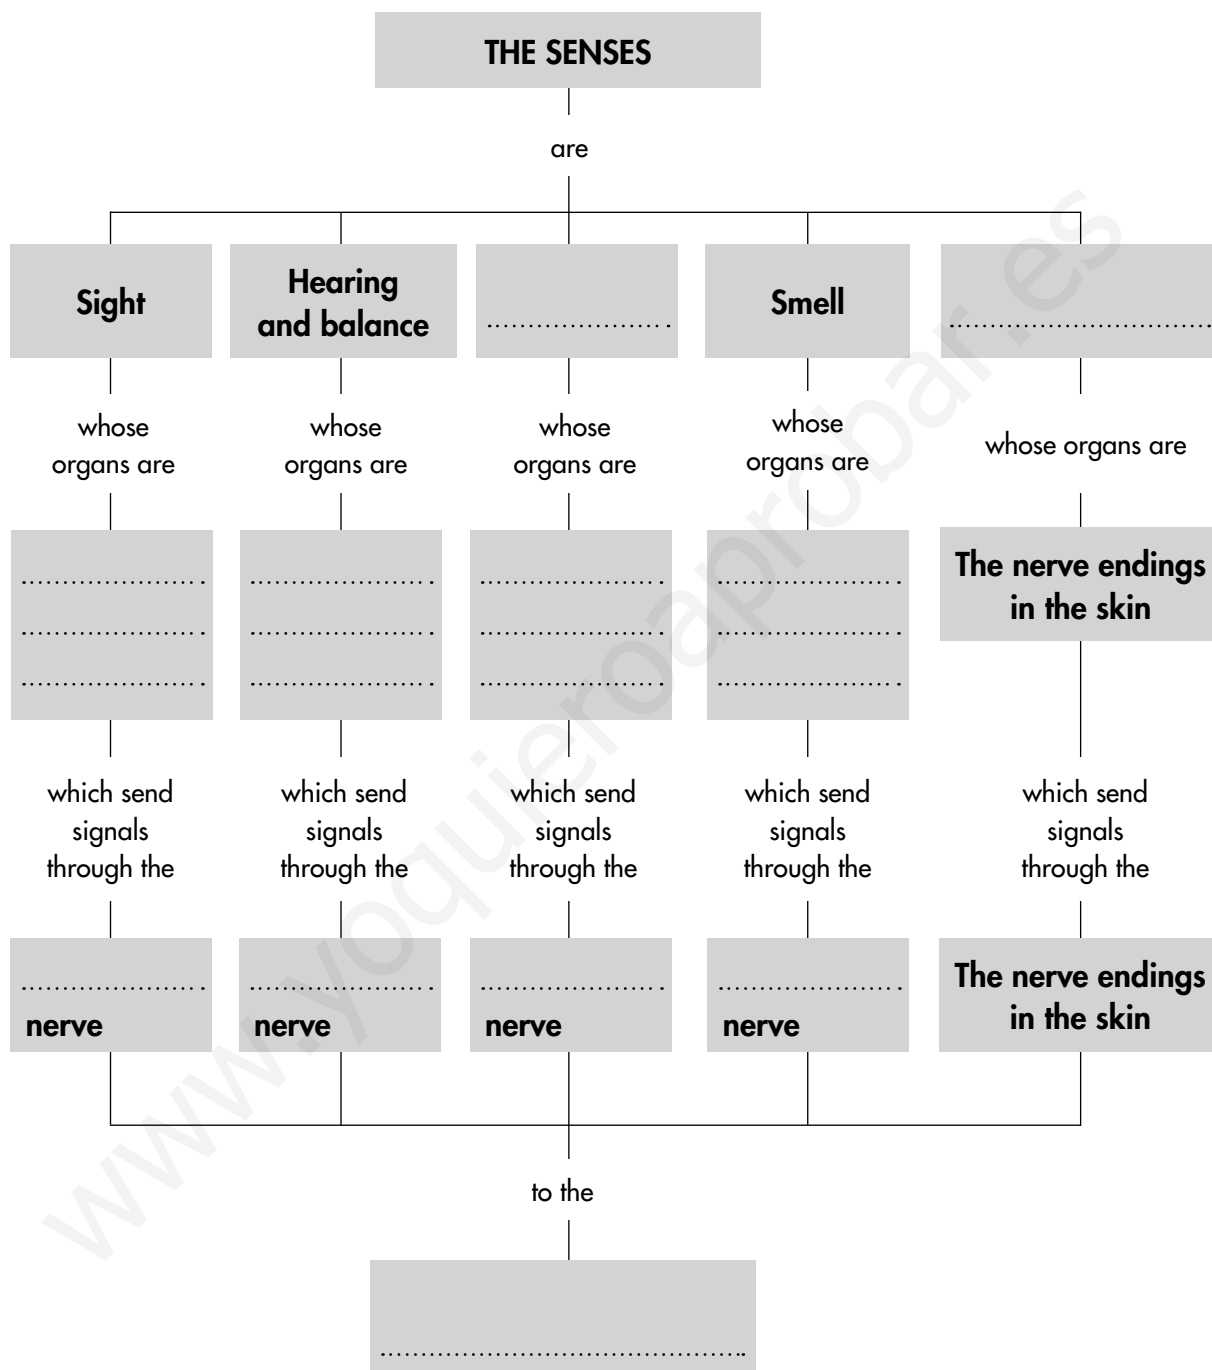 THE SENSES
are
Sight
Hearing
and balance
.....................
Smell
..............................
whose
organs are
whose
organs are
whose
organs are
whose
organs are
whose organs are
.....................
.....................
.....................
.....................
.....................
.....................
.....................
.....................
.....................
.....................
.....................
.....................
The nerve endings
in the skin
which send
signals
through the
which send
signals
through the
which send
signals
through the
which send
signals
through the
which send
signals
through the
.....................
nerve
.....................
nerve
.....................
nerve
.....................
nerve
The nerve endings
in the skin
to the
..........................................
www.yoquieroaprobar.es